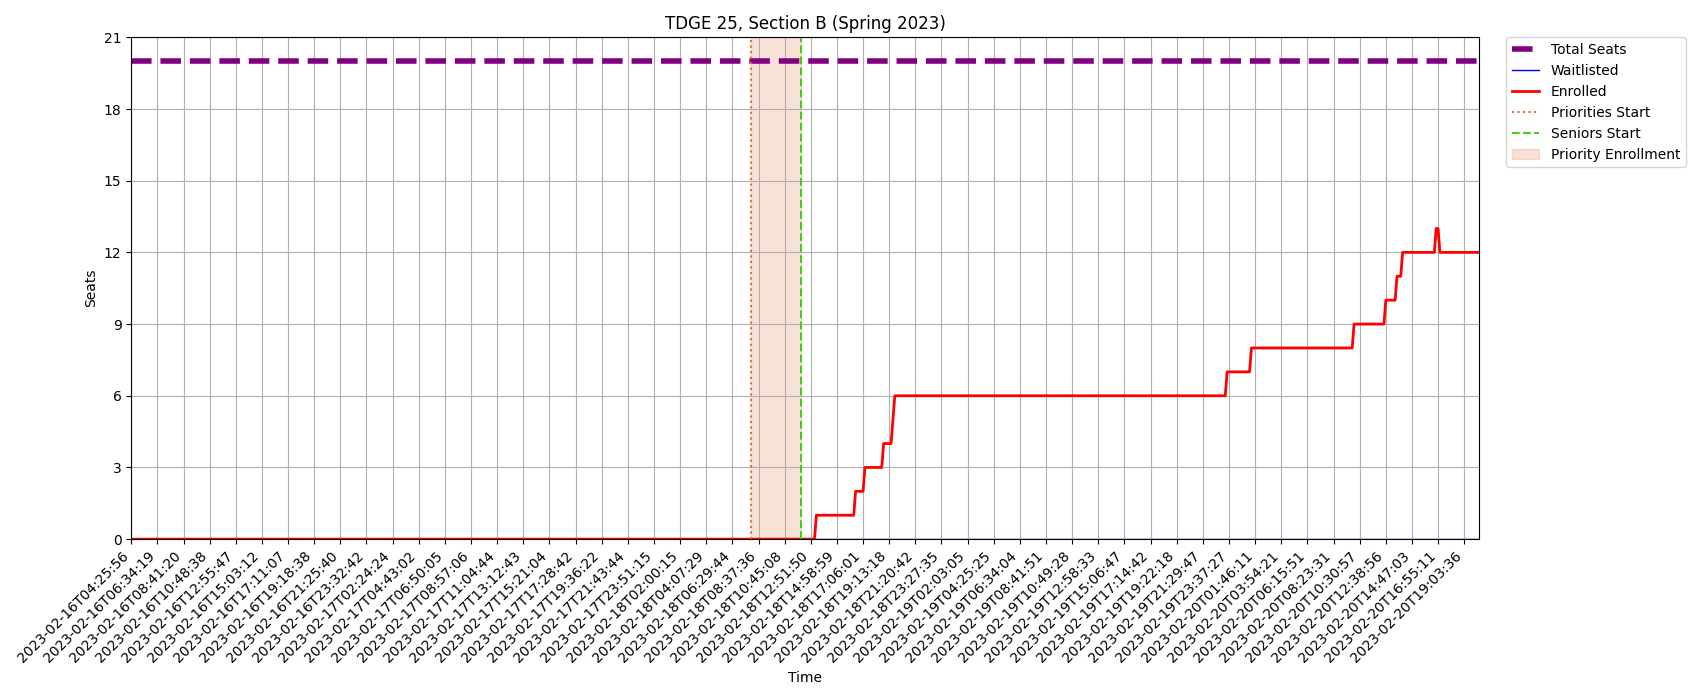 TDGE 25, Section B (Spring 2023)
21
18
15
12
9
6
3
0
Seats
2023-02-16T04:25:56
2023-02-16T06:34:19
2023-02-16T08:41:20
2023-02-16T10:48:38
2023-02-16T12:55:47
2023-02-16T15:03:12
2023-02-16T17:11:07
2023-02-16T19:18:38
2023-02-16T21:25:40
2023-02-16T23:32:42
2023-02-17T02:24:24
2023-02-17T04:43:02
2023-02-17T06:50:05
2023-02-17T08:57:06
2023-02-17T11:04:44
2023-02-17T13:12:43
2023-02-17T15:21:04
2023-02-17T17:28:42
2023-02-17T19:36:22
2023-02-17T21:43:44
2023-02-17T23:51:15
2023-02-18T02:00:15
2023-02-18T04:07:29
2023-02-18T06:29:44
2023-02-18T08:37:36
2023-02-18T10:45:08
2023-02-18T12:51:50
2023-02-18T14:58:59
2023-02-18T17:06:01
2023-02-18T19:13:18
2023-02-18T21:20:42
2023-02-18T23:27:35
2023-02-19T02:03:05
2023-02-19T04:25:25
2023-02-19T06:34:04
2023-02-19T08:41:51
2023-02-19T10:49:28
2023-02-19T12:58:33
2023-02-19T15:06:47
2023-02-19T17:14:42
2023-02-19T19:22:18
2023-02-19T21:29:47
2023-02-19T23:37:27
2023-02-20T01:46:11
2023-02-20T03:54:21
2023-02-20T06:15:51
2023-02-20T08:23:31
2023-02-20T10:30:57
2023-02-20T12:38:56
2023-02-20T14:47:03
2023-02-20T16:55:11
2023-02-20T19:03:36
Time
Total Seats
Waitlisted
Enrolled
Priorities Start
Seniors Start
Priority Enrollment